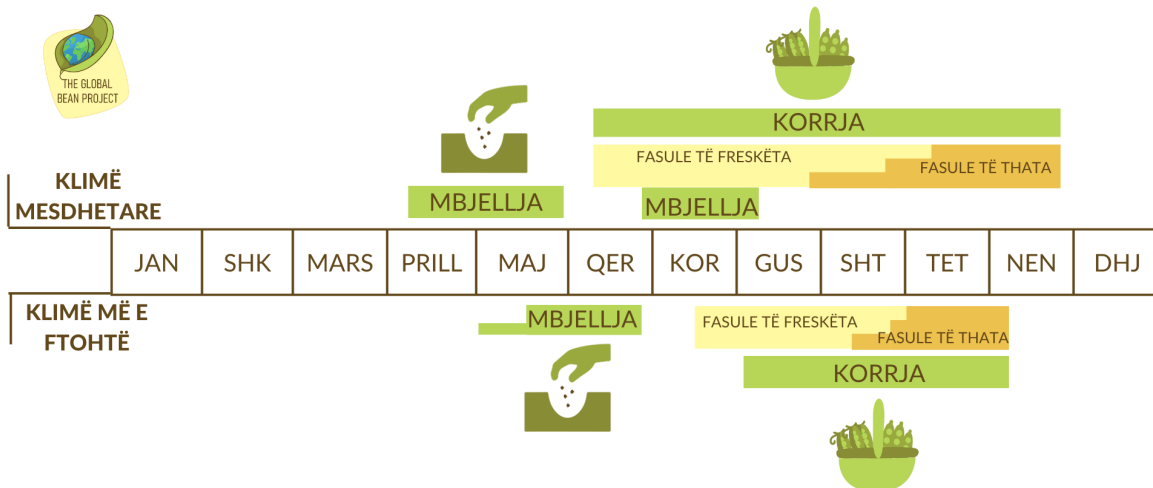 THE GLOBAL
BEAN PROJECT
KORRJA
FASULE TË FRESKËTA
FASULE TË THATA
KLIMË
MESDHETARE
MBJELLJA
MBJELLJA
JAN
SHK
MARS
PRILL
MAJ
QER
KOR
GUS
SHT
TET
NEN
DHJ
KLIMË MË E
FTOHTË
MBJELLJA
FASULE TË FRESKËTA
FASULE TË THATA
KORRJA